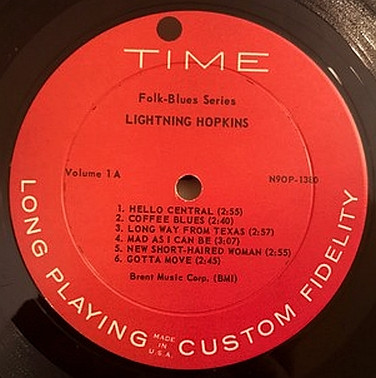 TIME
Folk-Blues Series
LIGHTNING HOPKINS
Volume 1 A
N9OP-1380
1. HELLO CENTRAL (2:55)
2. COFFEE BLUES (2:40)
3. LONG WAY FROM TEXAS (2:57)
4. MAD AS I CAN BE (3:07)
5. NEW SHORT-HAIRED WOMAN (2:55)
6. GOTTA MOVE (2:45)
Brent Music Corp. (BMI)
LONG PLAYING
MADE
IN
U.S.A.
CUSTOM FIDELITY